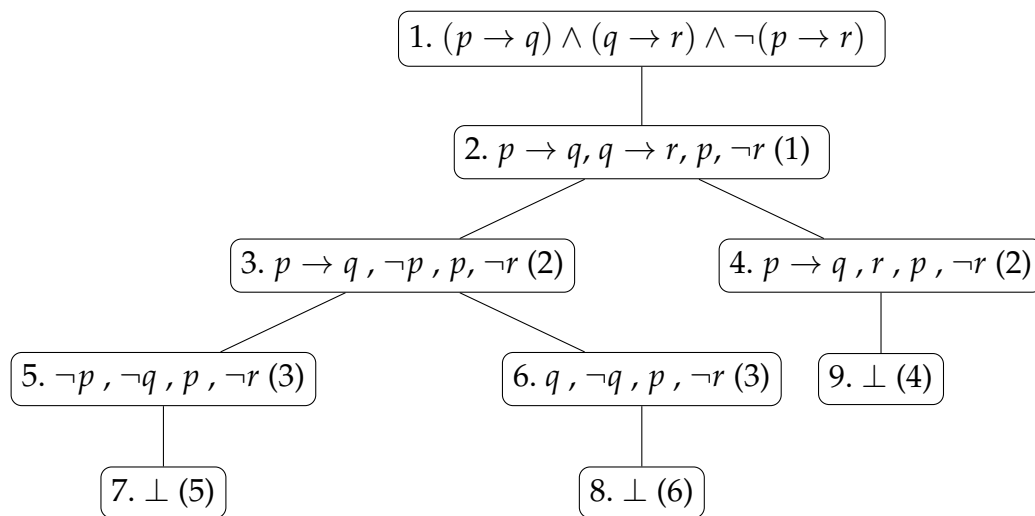 1. (p → q) ∧ (q → r) ∧ ¬(p → r)
2. p → q, q → r, p, ¬r (1)
3. p → q , ¬p , p, ¬r (2)
4. p → q , r , p , ¬r (2)
5. ¬p , ¬q , p , ¬r (3)
6. q , ¬q , p , ¬r (3)
9. ⊥ (4)
7. ⊥ (5)
8. ⊥ (6)